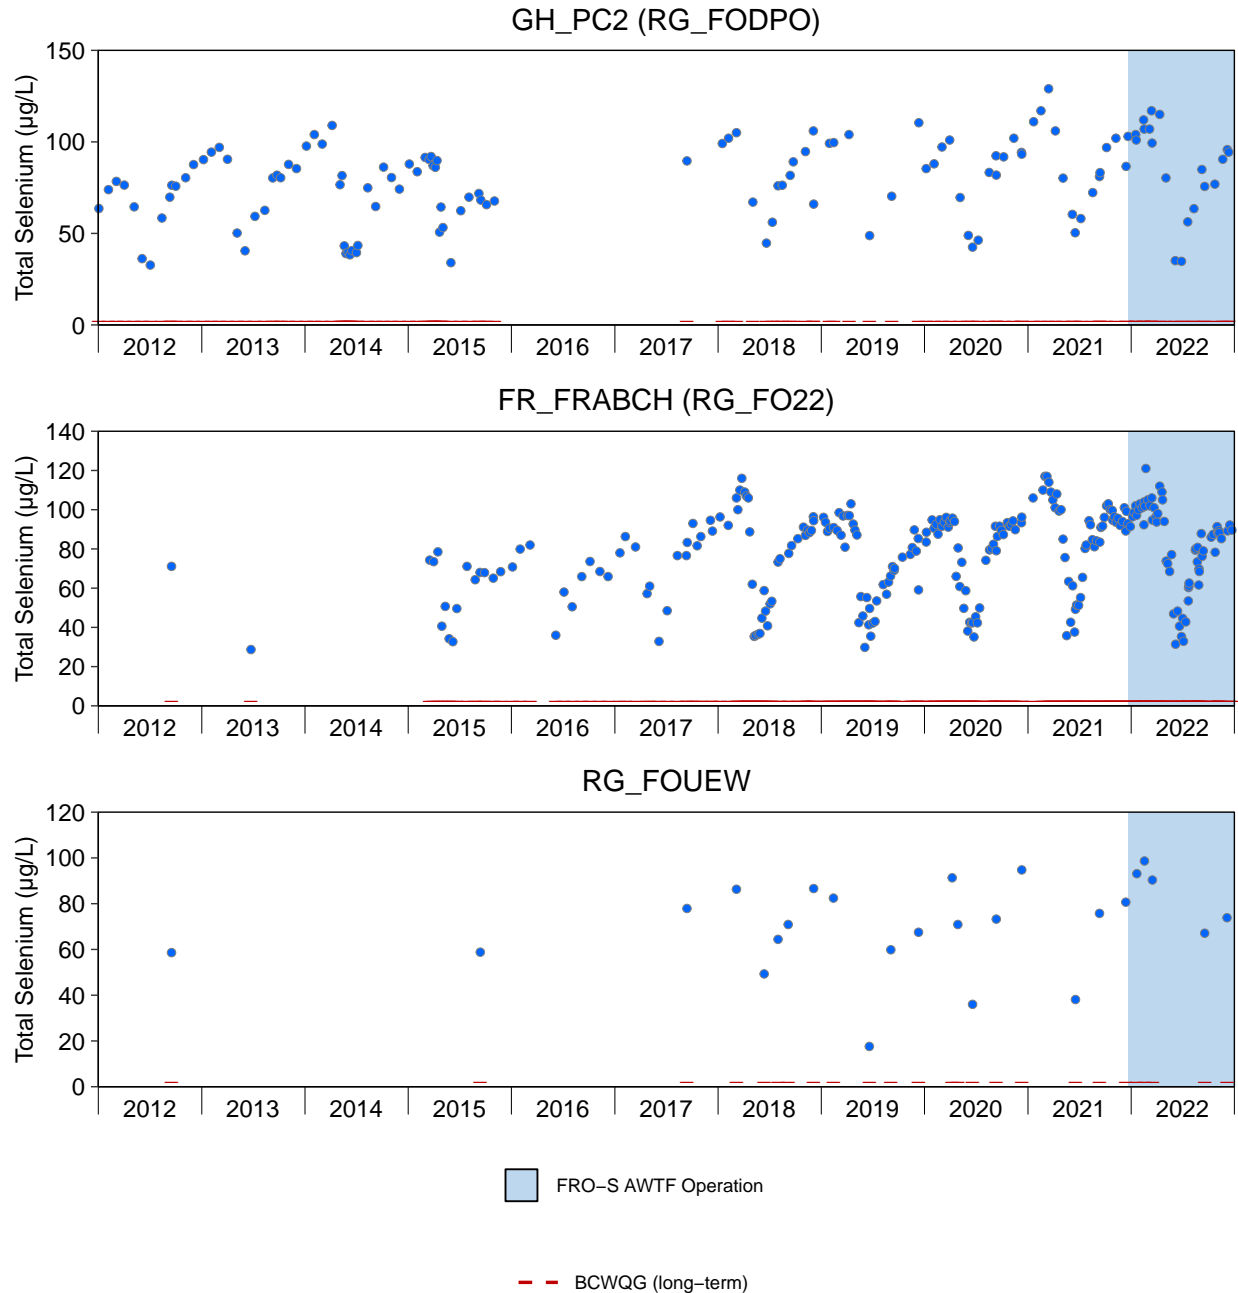 GH_PC2 (RG_FODPO)
Total Selenium (µg/L)
150
100
50
0
2012 2013 2014 2015 2016 2017 2018 2019 2020 2021 2022
FR_FRABCH (RG_FO22)
Total Selenium (µg/L)
140
120
100
80
60
40
20
0
2012 2013 2014 2015 2016 2017 2018 2019 2020 2021 2022
RG_FOUEW
Total Selenium (µg/L)
120
100
80
60
40
20
0
2012 2013 2014 2015 2016 2017 2018 2019 2020 2021 2022
FRO−S AWTF Operation
BCWQG (long−term)